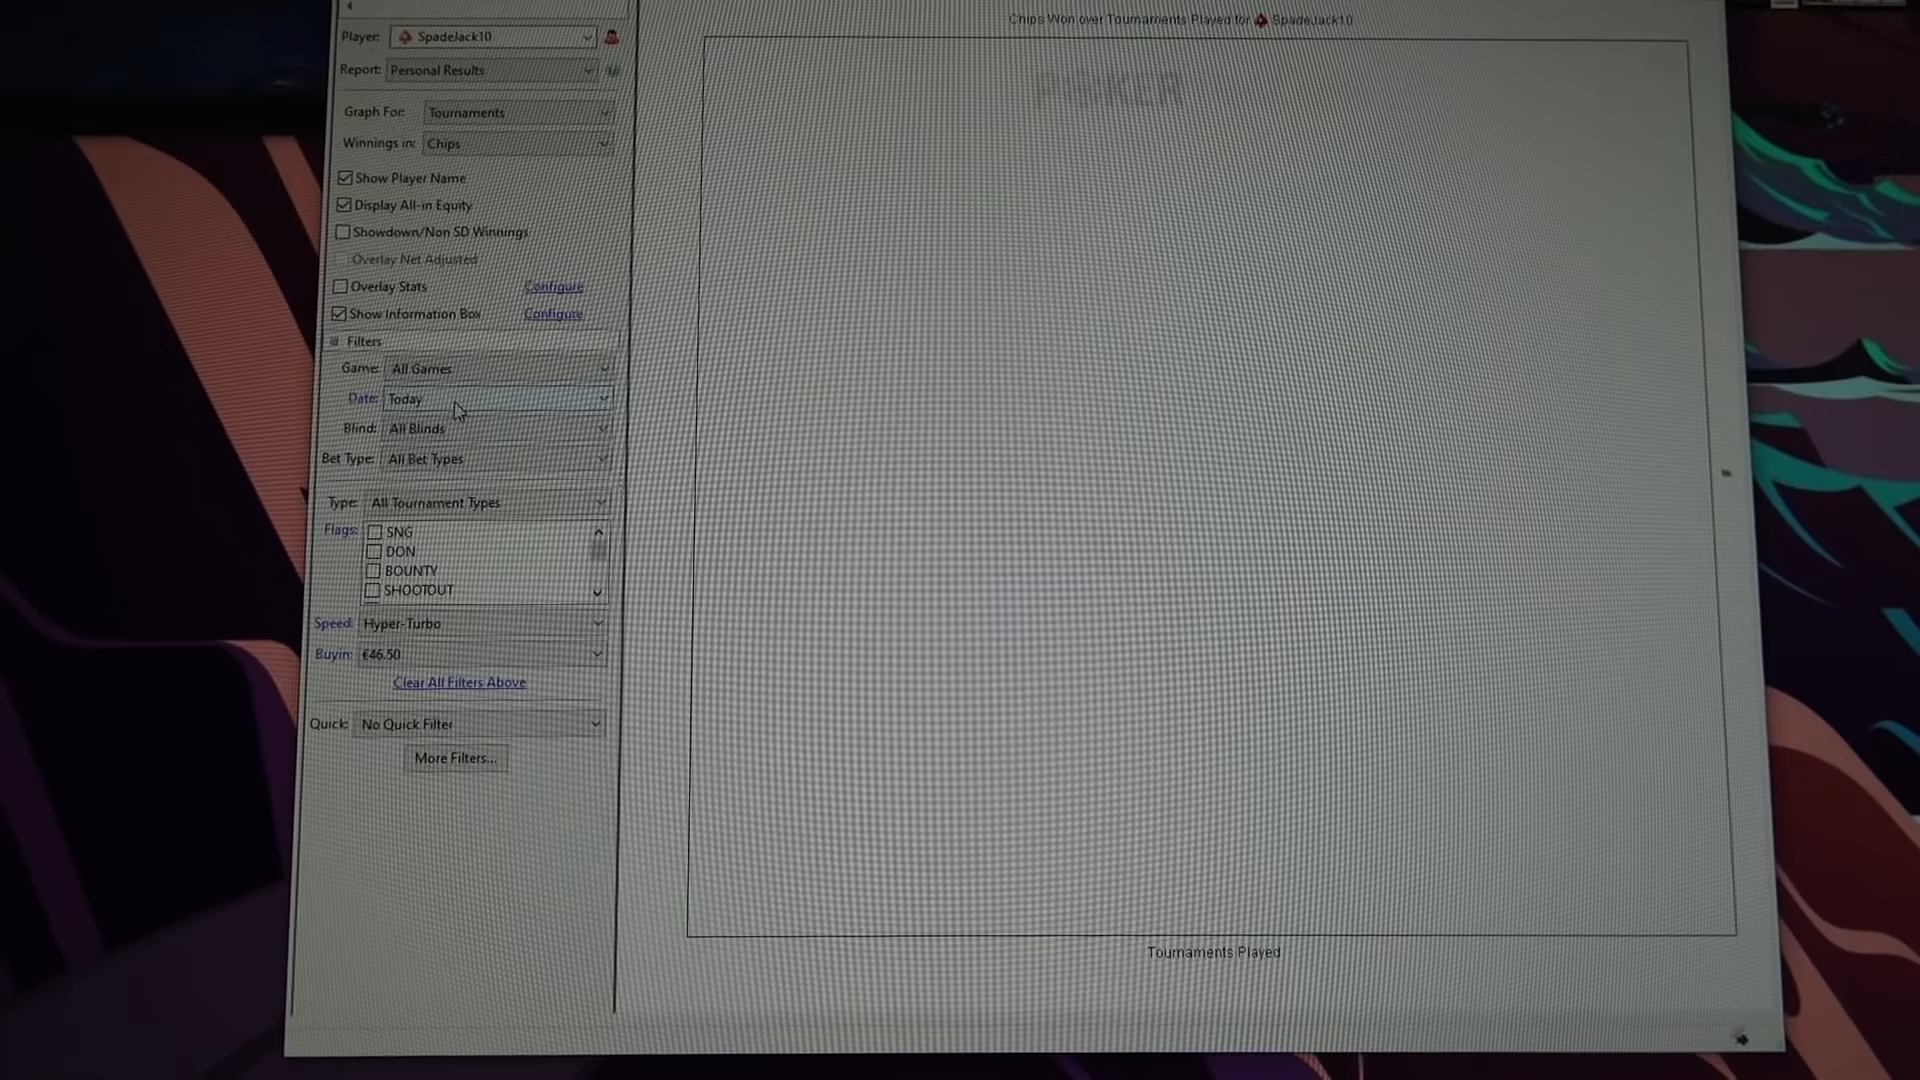 Chips Won over Tournaments Played for SpadeJack10
Player: SpadeJack10
Report: Personal Results
Graph For: Tournaments
Winnings in: Chips
Show Player Name
Display All-in Equity
Showdown/Non SD Winnings
Overlay Net Adjusted
Overlay Stats Configure
Show Information Box Configure
Filters
Game: All Games
Date: Today
Blind: All Blinds
Bet Type: All Bet Types
Type: All Tournament Types
Flags: SNG
DON
BOUNTY
SHOOTOUT
Speed: Hyper-Turbo
Buyin: €46.50
Clear All Filters Above
Quick: No Quick Filter
More Filters...
Tournaments Played